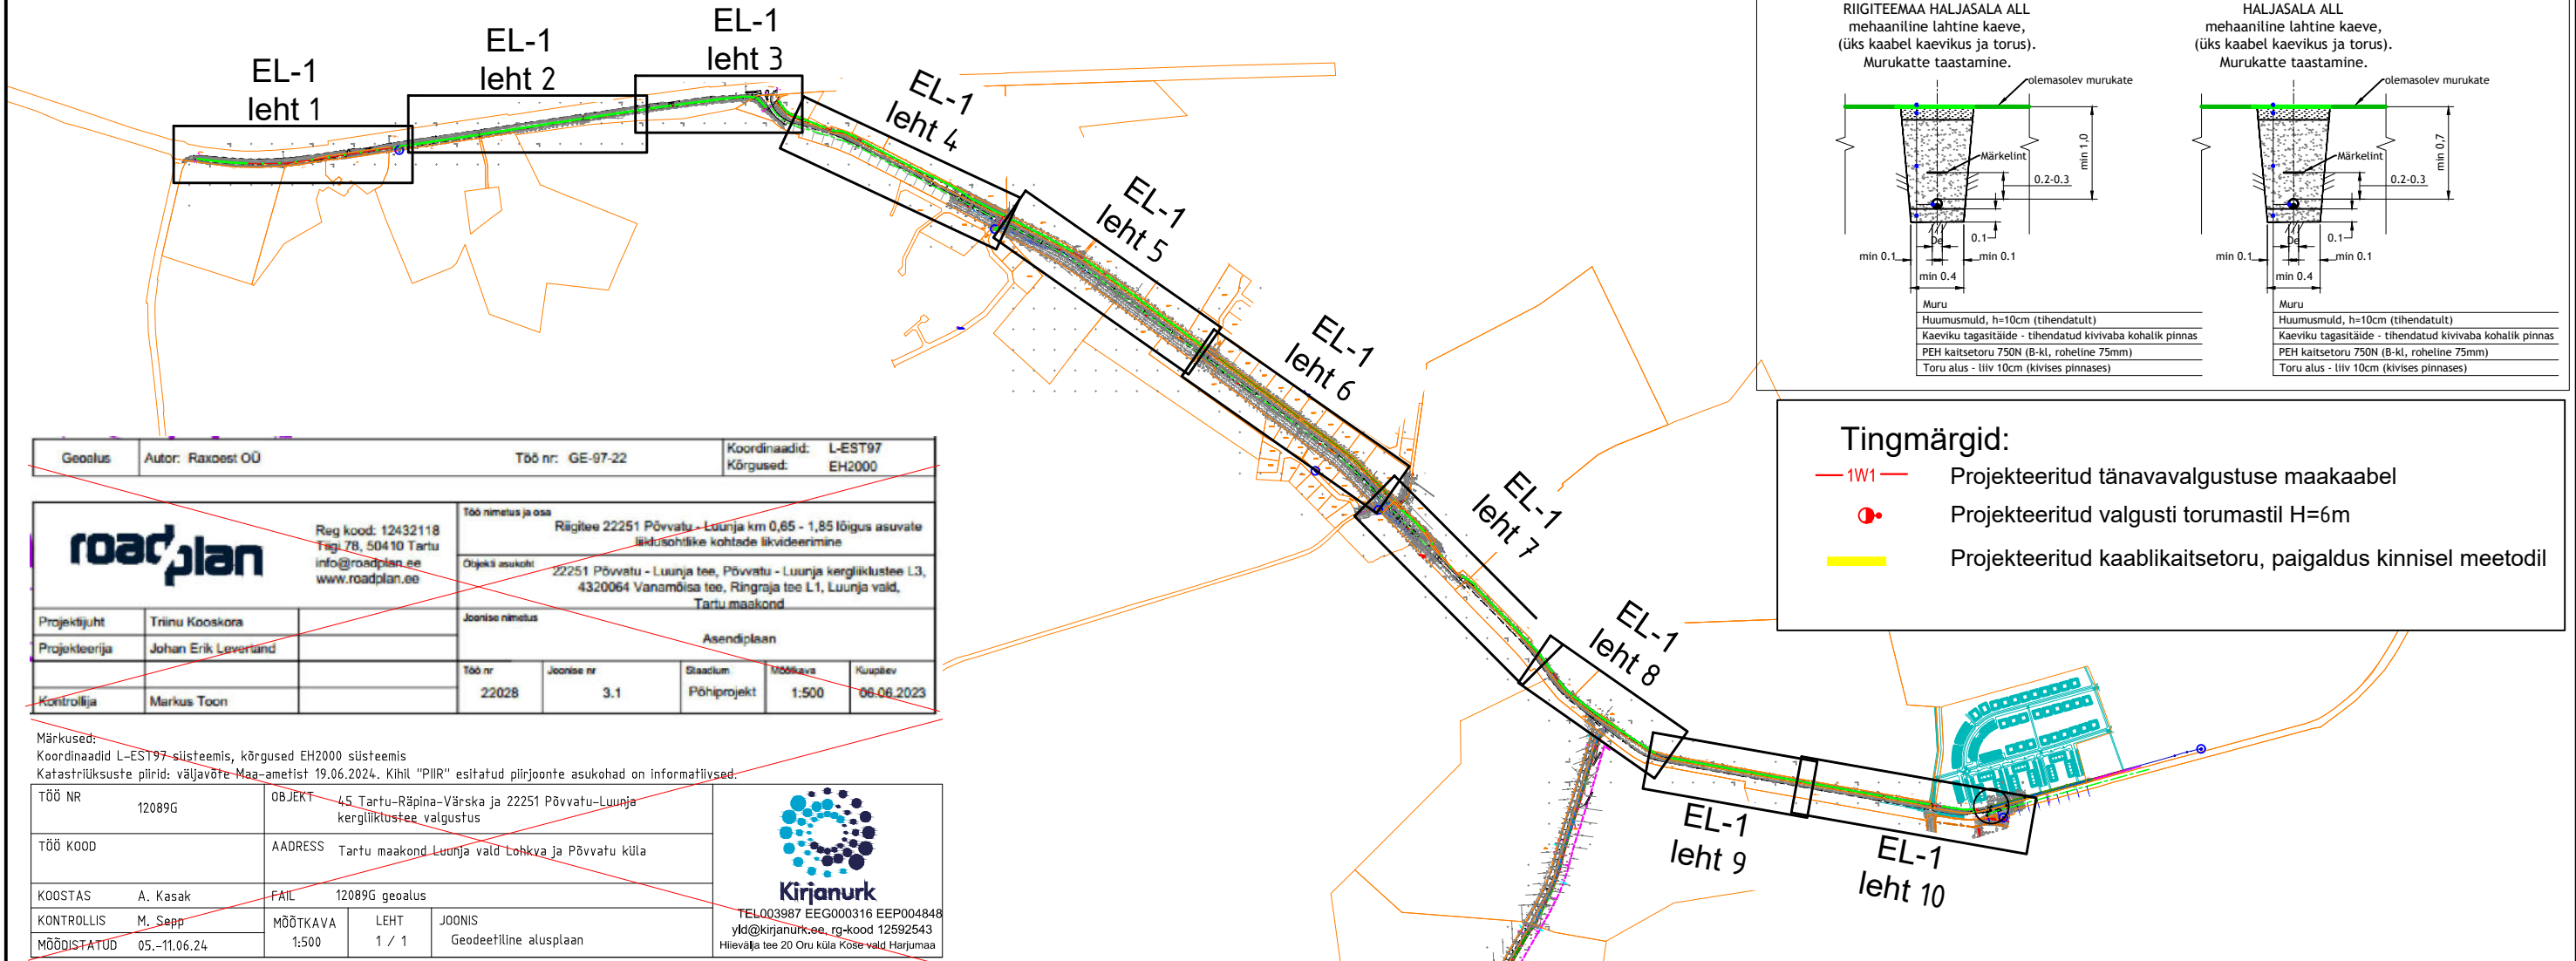 EL-1
leht 1
EL-1
leht 2
EL-1
leht 3
EL-1
leht 4
EL-1
leht 5
EL-1
leht 6
EL-1
leht 7
EL-1
leht 8
EL-1
leht 9
EL-1
leht 10
RIIGITEEMAA HALJASALA ALL
mehaaniline lahtine kaeve,
(üks kaabel kaevikus ja torus).
Murukatte taastamine.
olemasolev murukate
Märkelint
min 1,0
0.2-0.3
De
0.1
min 0.1
min 0.1
min 0.4
Muru
Huumusmuld, h=10cm (tihendatult)
Kaeviku tagasitäide - tihendatud kivivaba kohalik pinnas
PEH kaitsetoru 750N (B-kl, roheline 75mm)
Toru alus - liiv 10cm (kivises pinnases)
HALJASALA ALL
mehaaniline lahtine kaeve,
(üks kaabel kaevikus ja torus).
Murukatte taastamine.
olemasolev murukate
Märkelint
min 0,7
0.2-0.3
De
0.1
min 0.1
min 0.1
min 0.4
Muru
Huumusmuld, h=10cm (tihendatult)
Kaeviku tagasitäide - tihendatud kivivaba kohalik pinnas
PEH kaitsetoru 750N (B-kl, roheline 75mm)
Toru alus - liiv 10cm (kivises pinnases)
Tingmärgid:
1W1 Projekteeritud tänavavalgustuse maakaabel
Projekteeritud valgusti torumastil H=6m
Projekteeritud kaablikaitsetoru, paigaldus kinnisel meetodil
Geoalus Autor: Raxoest OÜ Töö nr: GE-97-22 Koordinaadid: L-EST97
Kõrgused: EH2000
roadplan
Reg kood: 12432118
Tiigi 78, 50410 Tartu
info@roadplan.ee
www.roadplan.ee
Töö nimetus ja osa
Riigitee 22251 Põvvatu - Luunja km 0,65 - 1,85 lõigus asuvate
liiklusohtlike kohtade likvideerimine
Objekti asukoht
22251 Põvvatu - Luunja tee, Põvvatu - Luunja kergliiklustee L3,
4320064 Vanamõisa tee, Ringraja tee L1, Luunja vald,
Tartu maakond
Projektijuht Triinu Kooskora
Projekteerija Johan Erik Levertand
Kontrollija Markus Toon
Joonise nimetus
Asendiplaan
Töö nr Joonise nr Staadium Mõõtkava Kuupäev
22028 3.1 Põhiprojekt 1:500 06.06.2023
Märkused:
Koordinaadid L-EST97 süsteemis, kõrgused EH2000 süsteemis
Katastriüksuste piirid: väljavõte Maa-ametist 19.06.2024. Kihil "PIIR" esitatud piirjoonte asukohad on informatiivsed.
TÖÖ NR 12089G
OBJEKT 45 Tartu-Räpina-Värska ja 22251 Põvvatu-Luunja
kergliiklustee valgustus
TÖÖ KOOD
AADRESS Tartu maakond Luunja vald Lohkva ja Põvvatu küla
KOOSTAS A. Kasak
FAIL 12089G geoalus
KONTROLLIS M. Sepp
MÕÕDISTATUD 05.-11.06.24
MÕÕTKAVA
1:500
LEHT
1 / 1
JOONIS
Geodeetiline alusplaan
Kirjanurk
TEL003987 EEG000316 EEP004848
yld@kirjanurk.ee, rg-kood 12592543
Hiievälja tee 20 Oru küla Kose vald Harjumaa